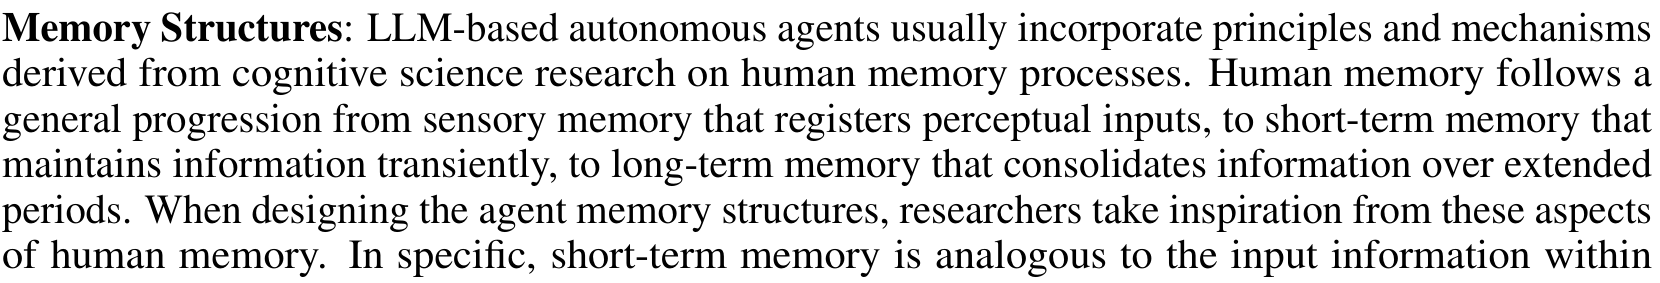 Memory Structures: LLM-based autonomous agents usually incorporate principles and mechanisms
derived from cognitive science research on human memory processes. Human memory follows a
general progression from sensory memory that registers perceptual inputs, to short-term memory that
maintains information transiently, to long-term memory that consolidates information over extended
periods. When designing the agent memory structures, researchers take inspiration from these aspects
of human memory. In specific, short-term memory is analogous to the input information within